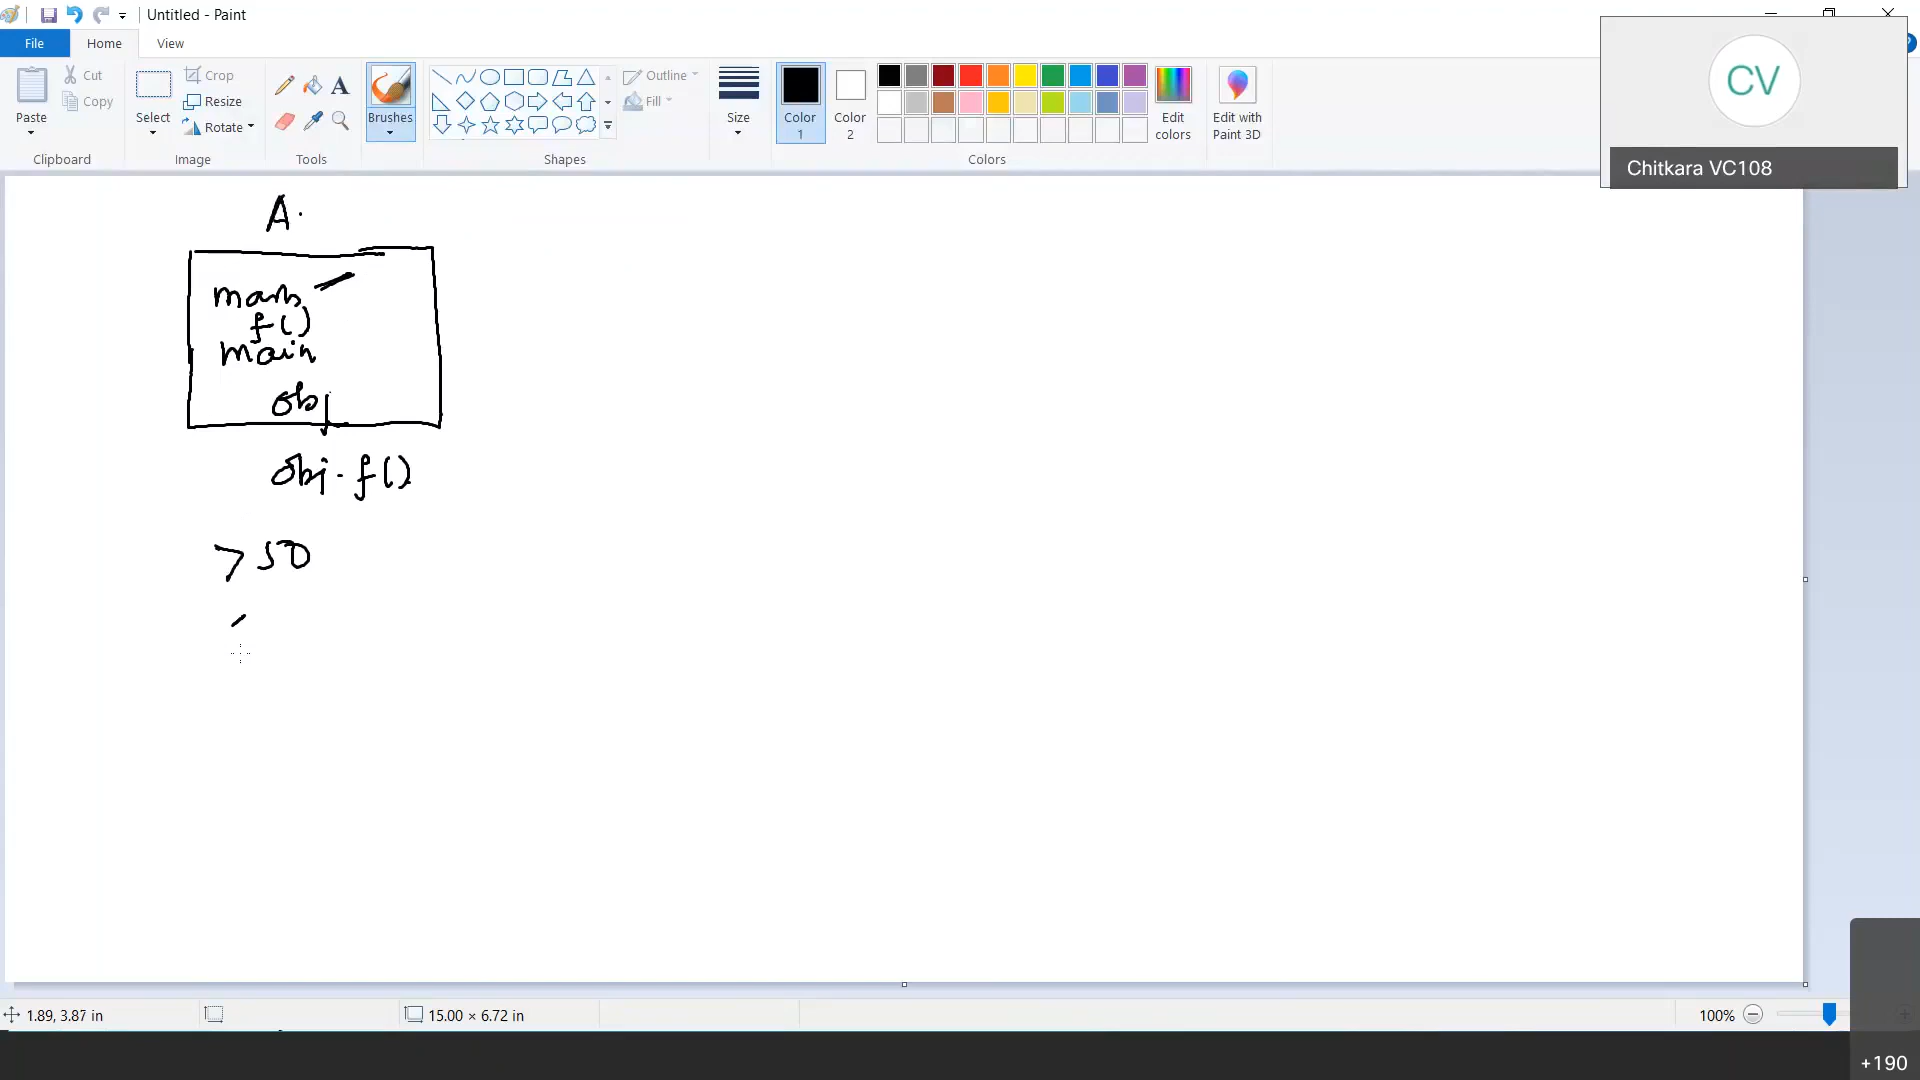 Untitled - Paint
File
Home
View
Paste
Cut
Copy
Clipboard
Select
Crop
Resize
Rotate
Image
A
Tools
Brushes
Outline
Fill
Shapes
Size
Color 1
Color 2
Edit colors
Colors
Edit with Paint 3D
CV
Chitkara VC108
A.
marks
f()
main
obj
obj.f()
>50
1.89, 3.87 in
15.00 × 6.72 in
100%
+190